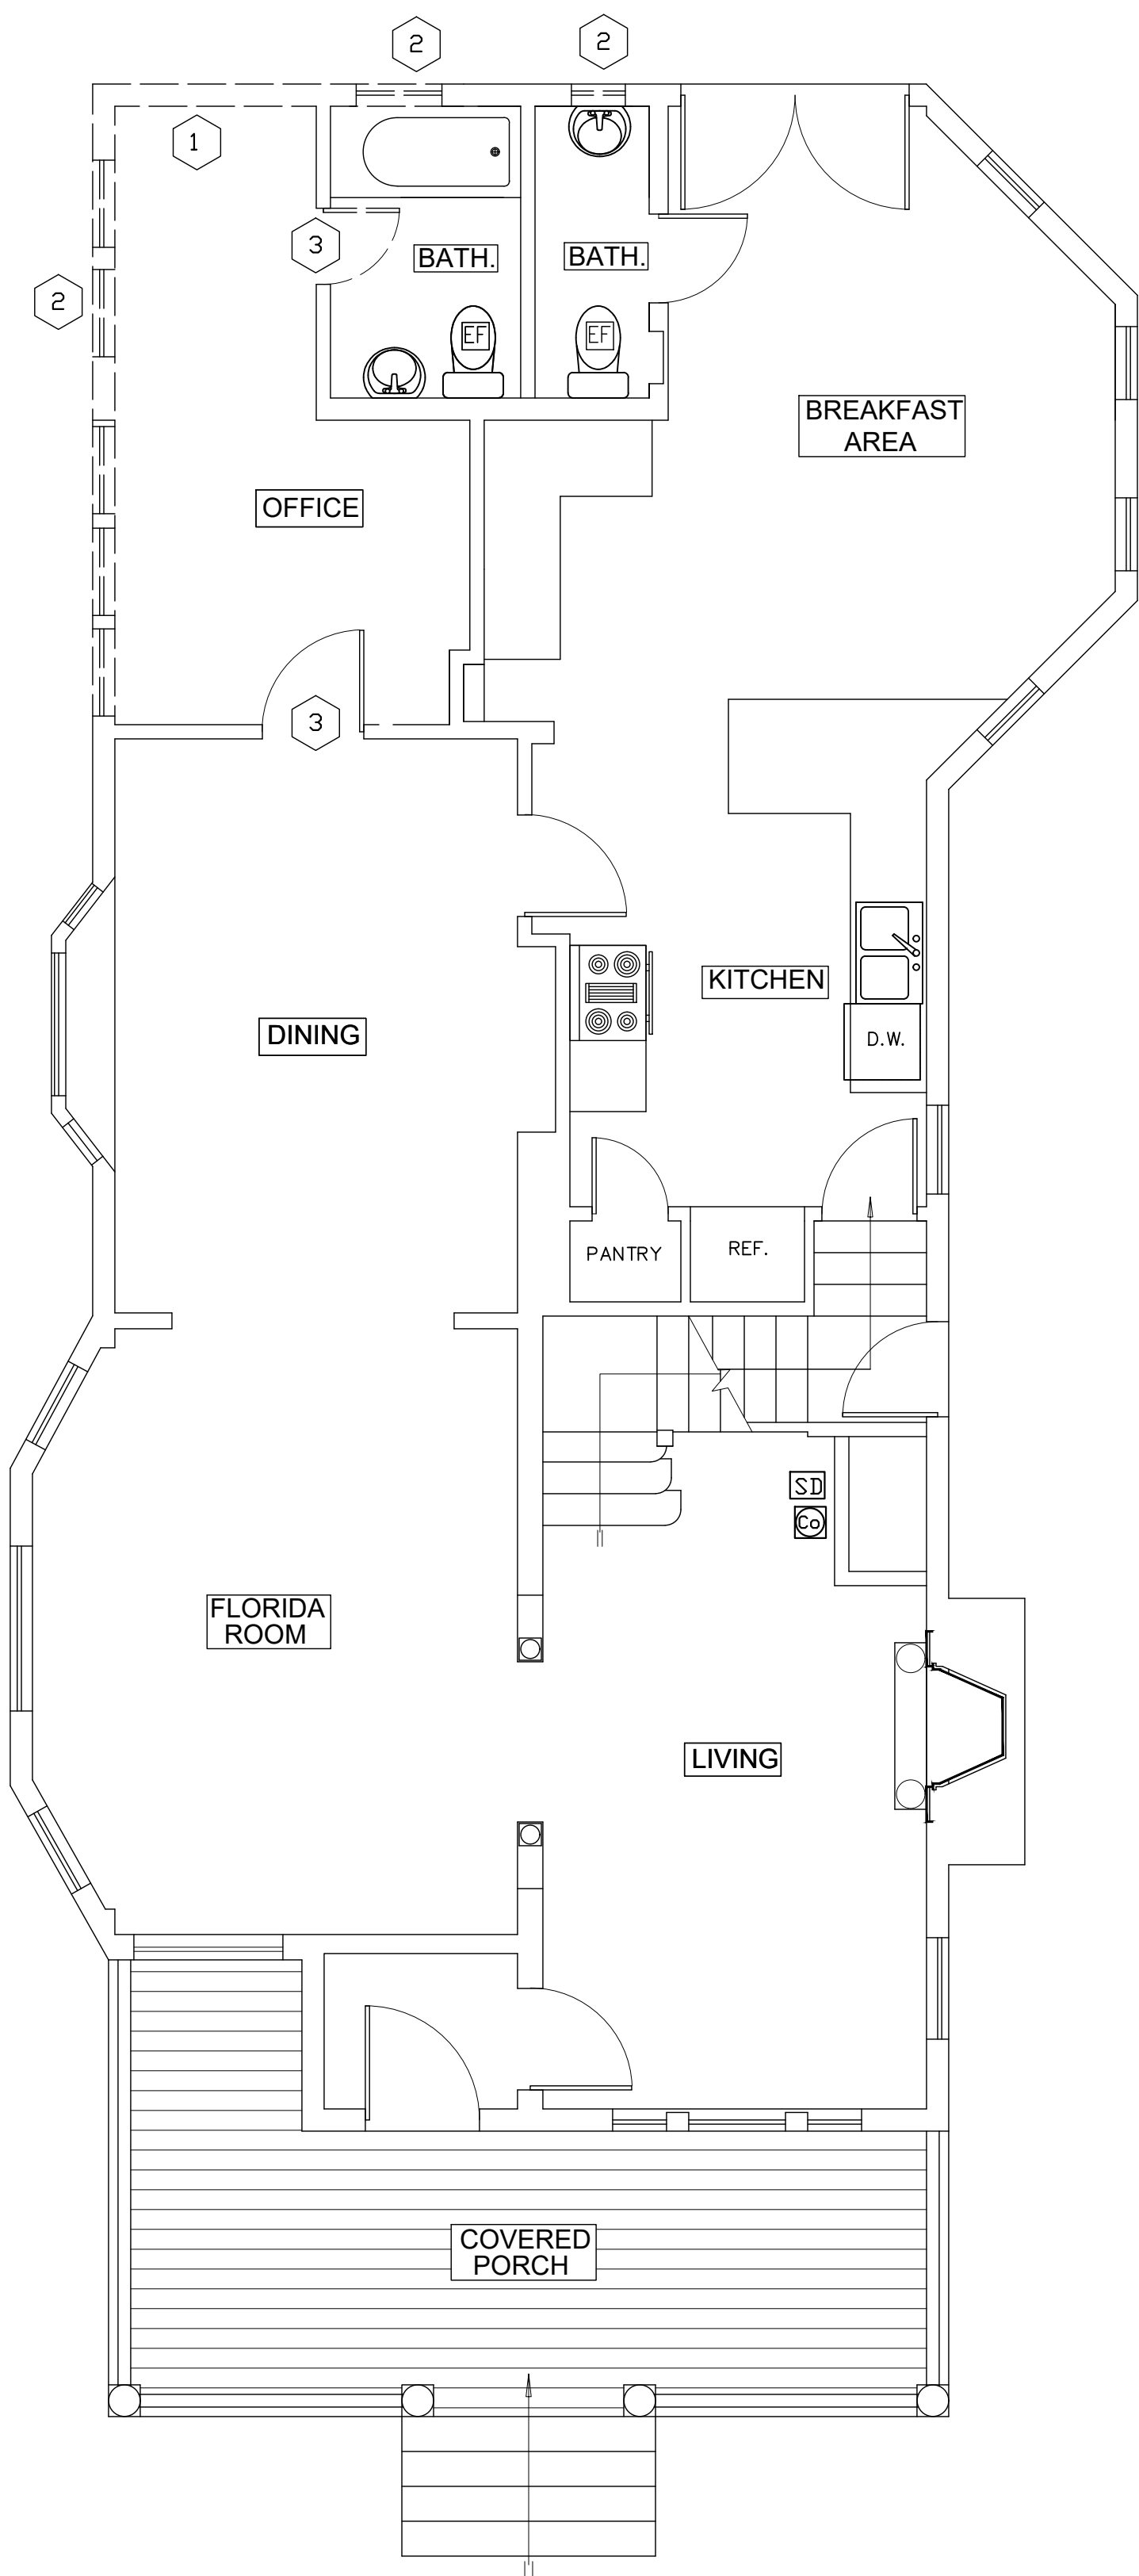 2
2
1
3
BATH.
BATH.
2
EF
EF
BREAKFAST
AREA
OFFICE
3
KITCHEN
DINING
D.W.
PANTRY
REF.
SD
Co
FLORIDA
ROOM
LIVING
COVERED
PORCH